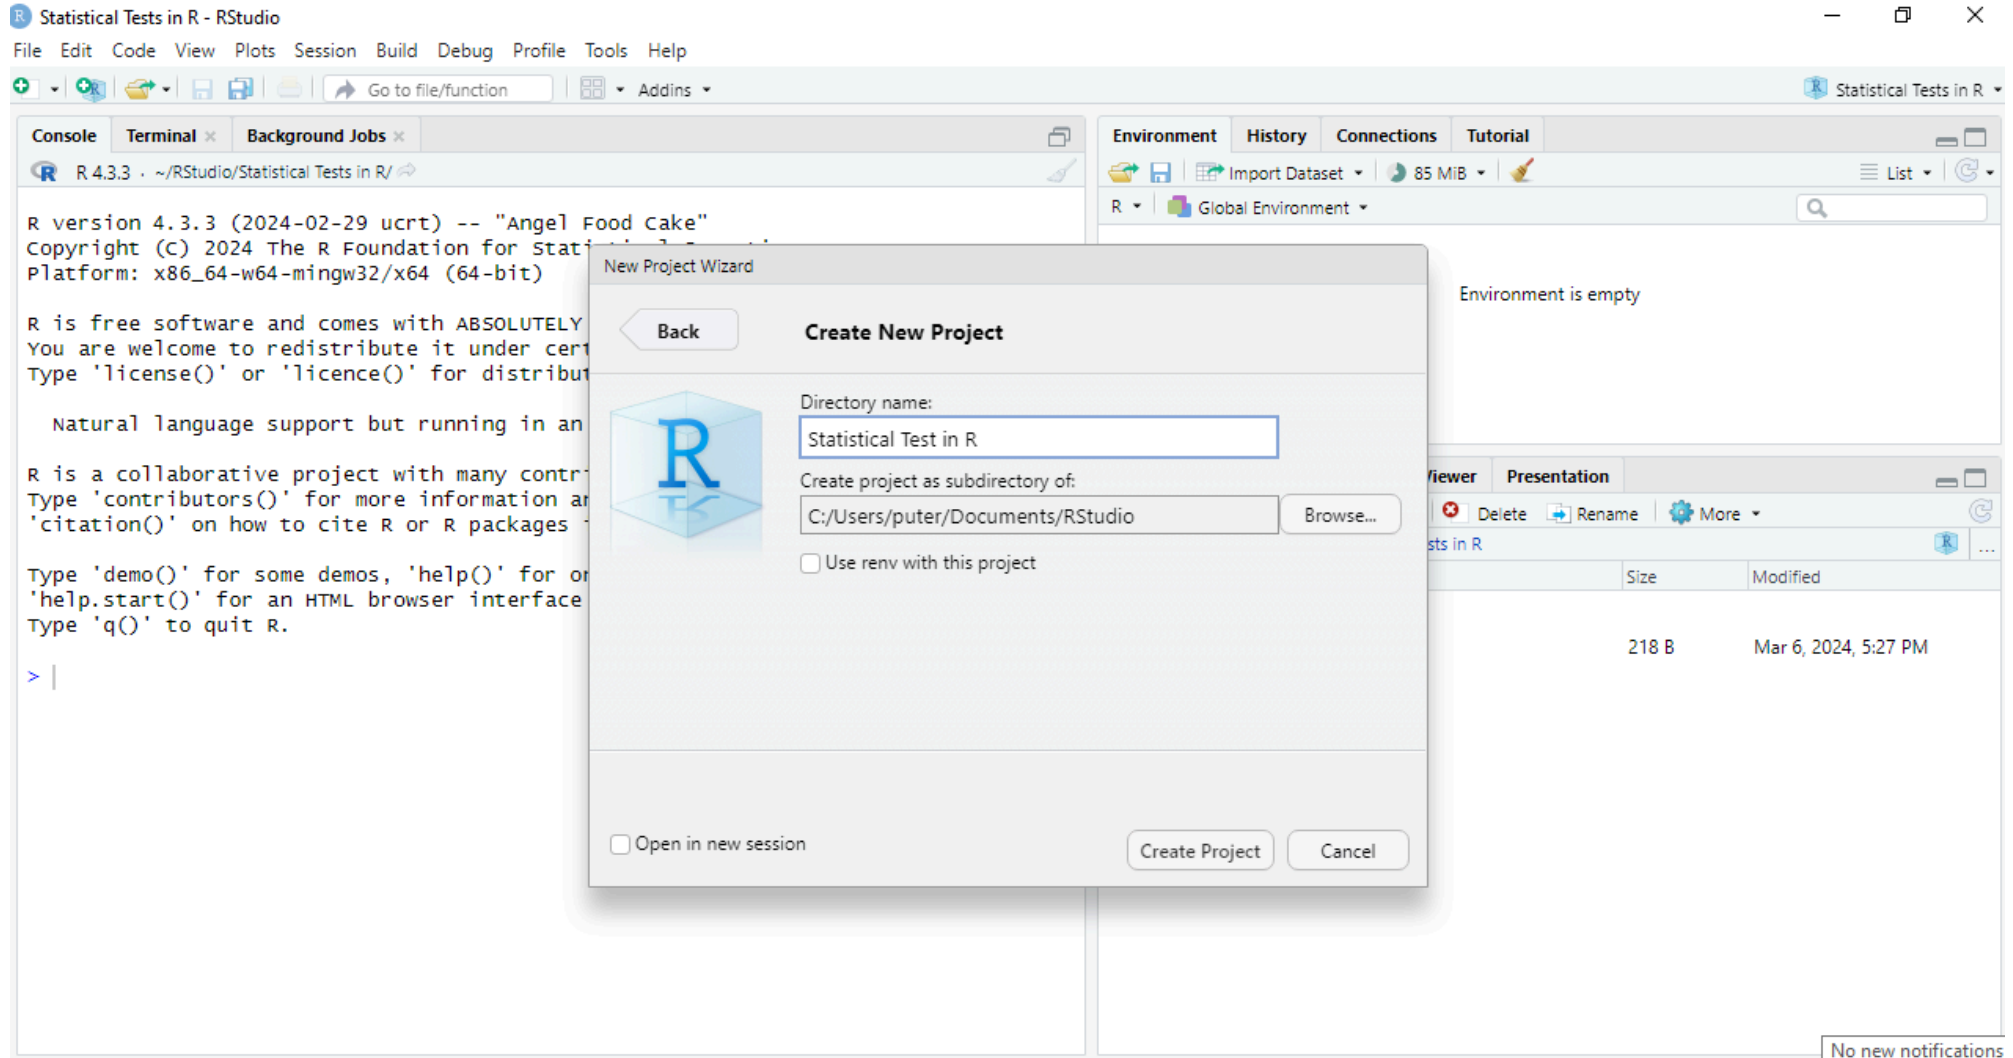 Statistical Tests in R - RStudio
File Edit Code View Plots Session Build Debug Profile Tools Help
Go to file/function Addins Statistical Tests in R
Console Terminal Background Jobs
R 4.3.3 · ~/RStudio/Statistical Tests in R/
R version 4.3.3 (2024-02-29 ucrt) -- "Angel Food Cake"
Copyright (C) 2024 The R Foundation for Stati
Platform: x86_64-w64-mingw32/x64 (64-bit)
R is free software and comes with ABSOLUTELY
You are welcome to redistribute it under cert
Type 'license()' or 'licence()' for distribut
Natural language support but running in an
R is a collaborative project with many contr
Type 'contributors()' for more information an
'citation()' on how to cite R or R packages
Type 'demo()' for some demos, 'help()' for on
'help.start()' for an HTML browser interface
Type 'q()' to quit R.
>
New Project Wizard
Back
Create New Project
R
Directory name:
Statistical Test in R
Create project as subdirectory of:
C:/Users/puter/Documents/RStudio
Browse...
Use renv with this project
Open in new session
Create Project
Cancel
Environment History Connections Tutorial
Import Dataset 85 MiB List
R Global Environment
Environment is empty
Viewer Presentation
Delete Rename More
sts in R ...
Size Modified
218 B Mar 6, 2024, 5:27 PM
No new notifications